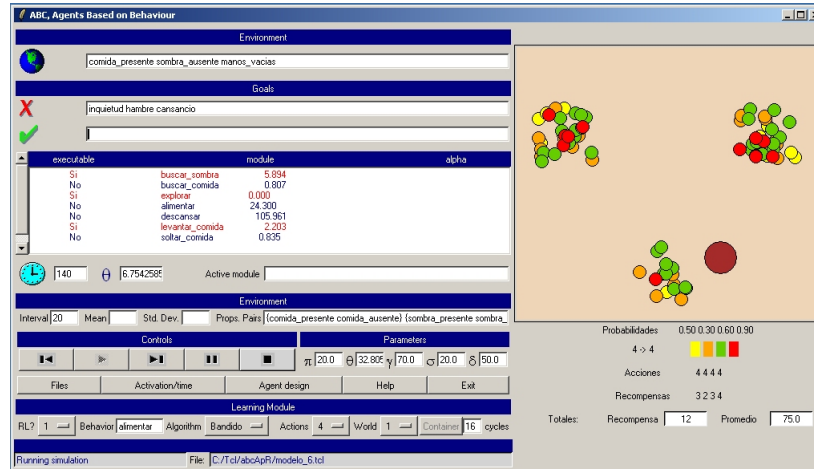 ABC, Agents Based on Behaviour
Environment
comida_presente sombra_ausente manos_vacias
Goals
inquietud hambre cansancio
executable module alpha
Si buscar_sombra 5.894
No buscar_comida 0.807
Si explorar 0.000
No alimentar 24.300
No descansar 105.961
Si levantar_comida 2.203
No soltar_comida 0.835
140 θ 6.7542585 Active module
Environment
Interval 20 Mean Std. Dev. Props. Pairs {comida_presente comida_ausente} {sombra_presente sombra_
Controls Parameters
π 20.0 θ 32.805 γ 70.0 σ 20.0 δ 50.0
Files Activation/time Agent design Help Exit
Learning Module
RL? 1 Behavior alimentar Algorithm Bandido Actions 4 World 1 Container 16 cycles
Running simulation File: C:/Tcl/abcApR/modelo_6.tcl
Probabilidades 0.50 0.30 0.60 0.90
4 -> 4
Acciones 4 4 4 4
Recompensas 3 2 3 4
Totales: Recompensa 12 Promedio 75.0